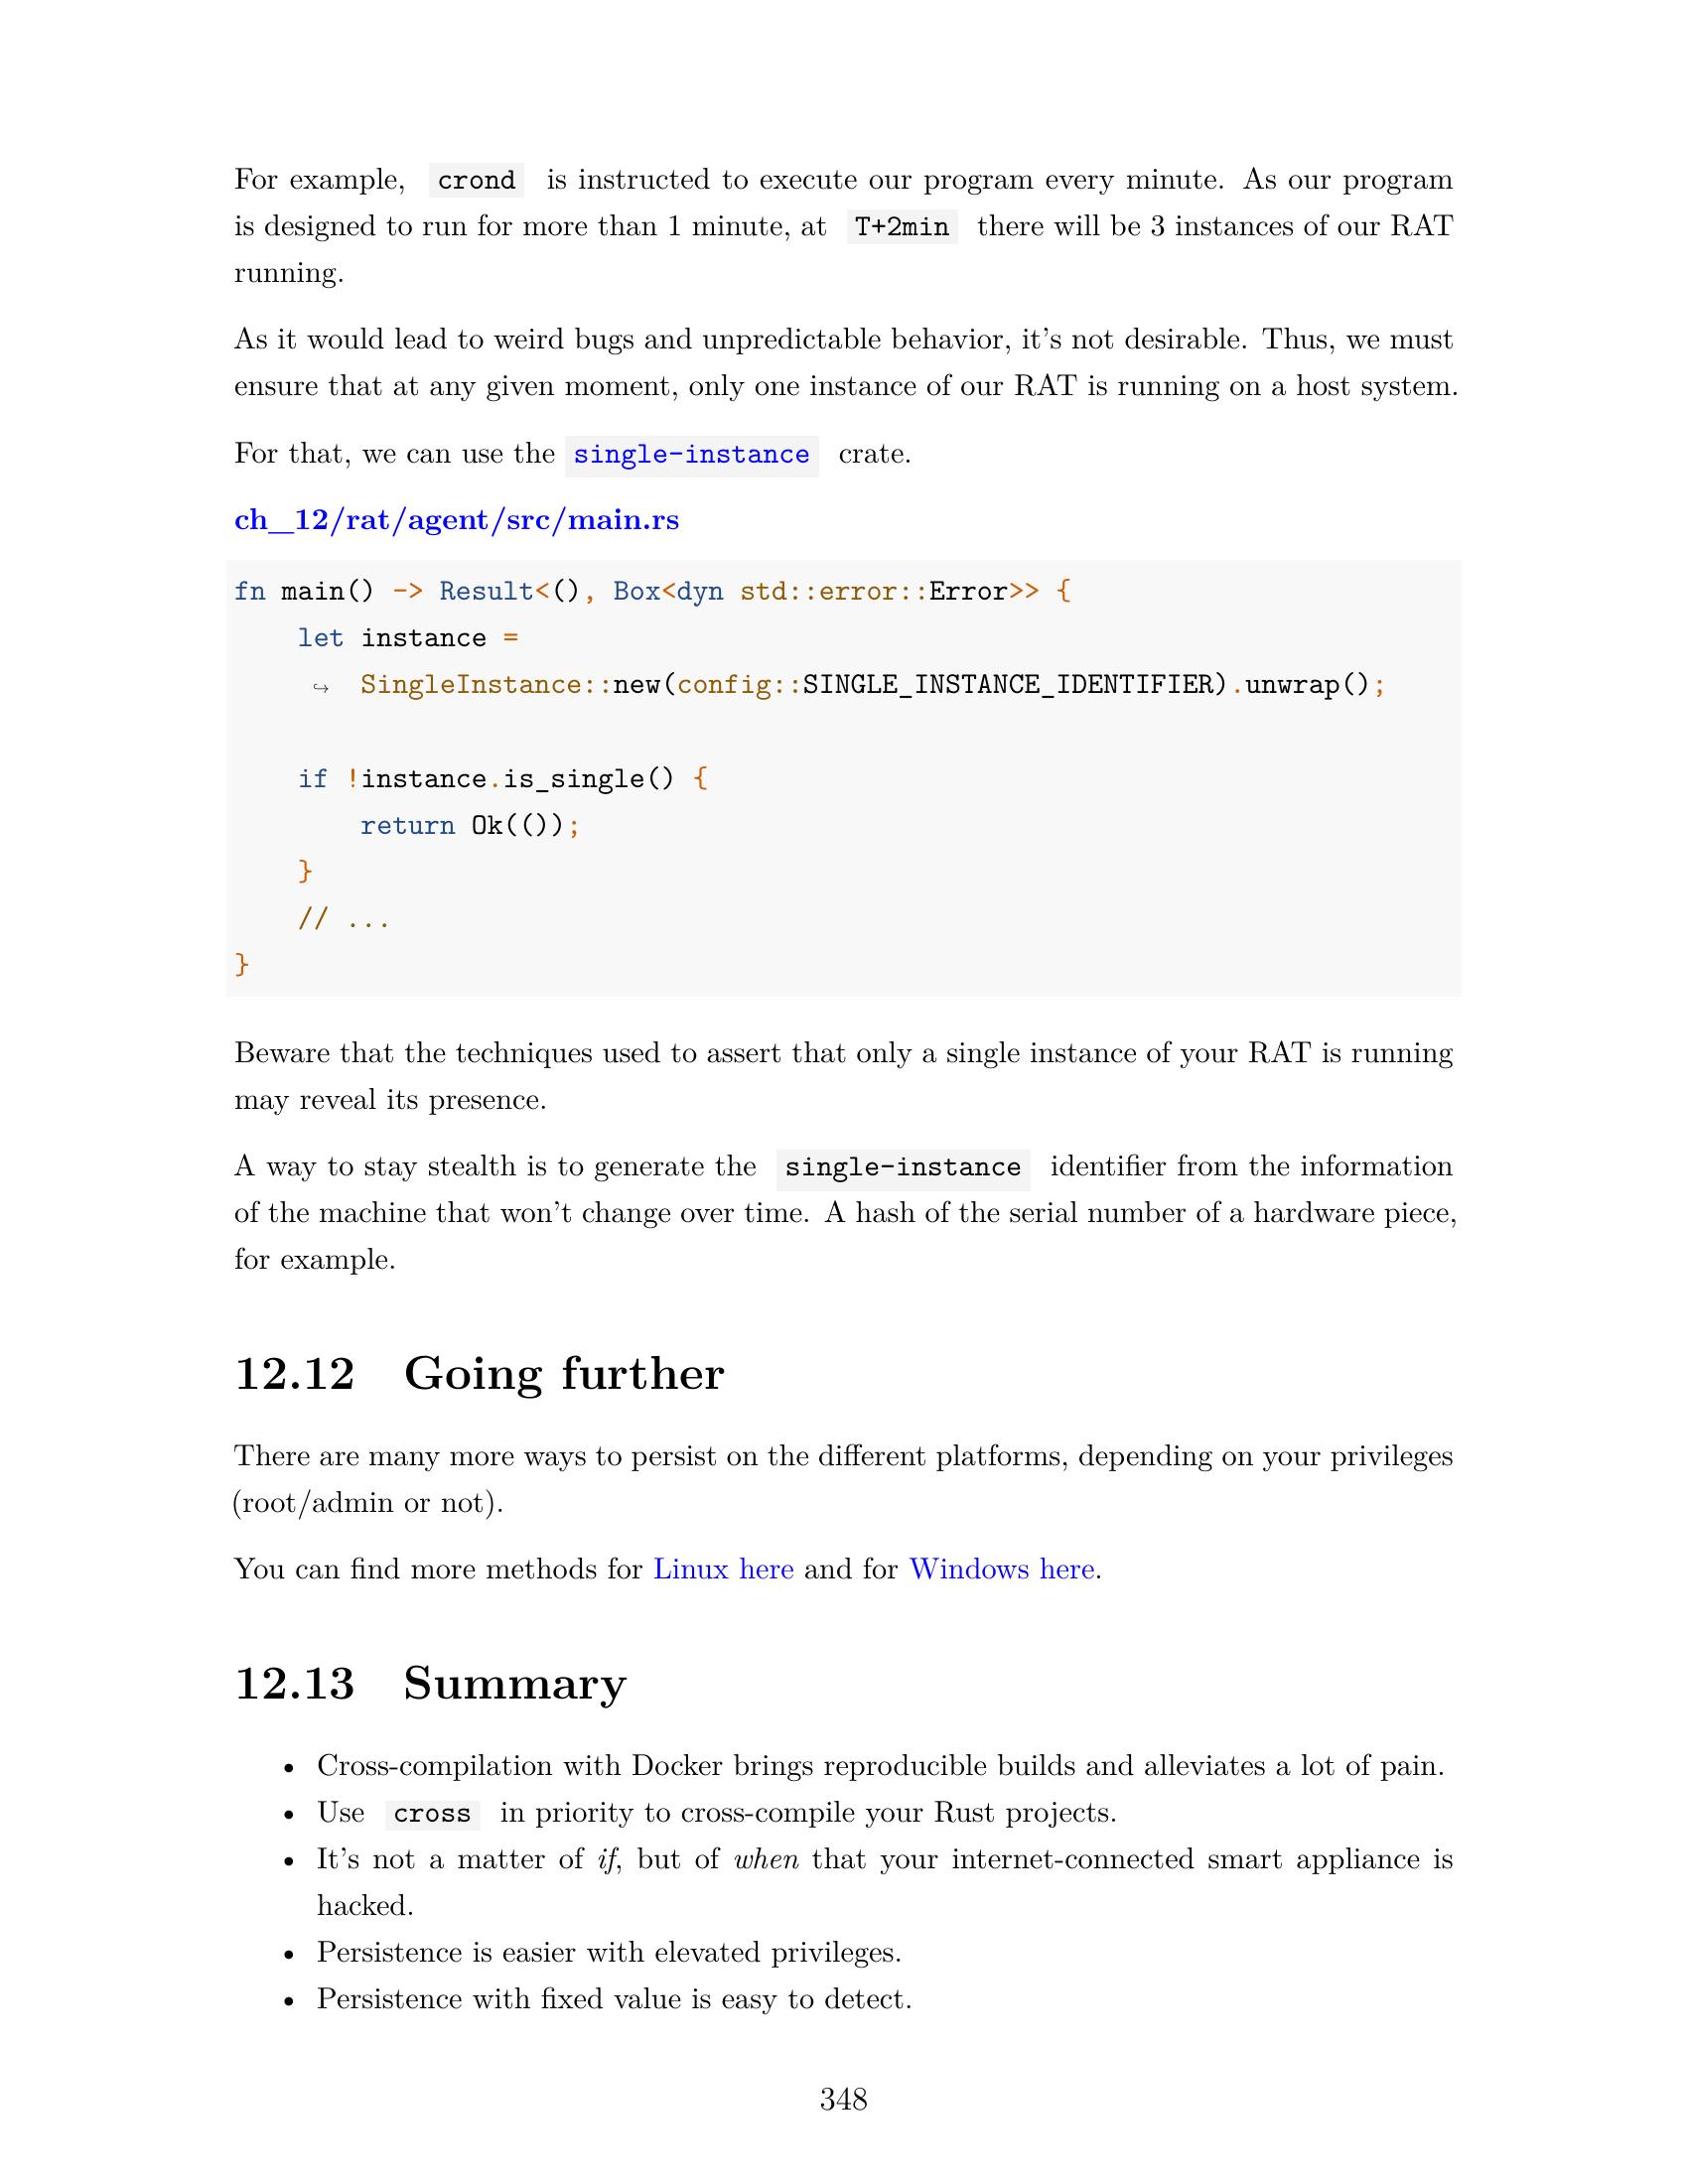 For example, crond is instructed to execute our program every minute. As our program
is designed to run for more than 1 minute, at T+2min there will be 3 instances of our RAT
running.
As it would lead to weird bugs and unpredictable behavior, it's not desirable. Thus, we must
ensure that at any given moment, only one instance of our RAT is running on a host system.
For that, we can use the single-instance crate.
ch_12/rat/agent/src/main.rs
fn main() -> Result<(), Box<dyn std::error::Error>> {
    let instance =
    ↪  SingleInstance::new(config::SINGLE_INSTANCE_IDENTIFIER).unwrap();
    if !instance.is_single() {
        return Ok(());
    }
    // ...
}
Beware that the techniques used to assert that only a single instance of your RAT is running
may reveal its presence.
A way to stay stealth is to generate the single-instance identifier from the information
of the machine that won't change over time. A hash of the serial number of a hardware piece,
for example.
12.12 Going further
There are many more ways to persist on the different platforms, depending on your privileges
(root/admin or not).
You can find more methods for Linux here and for Windows here.
12.13 Summary
• Cross-compilation with Docker brings reproducible builds and alleviates a lot of pain.
• Use cross in priority to cross-compile your Rust projects.
• It's not a matter of if, but of when that your internet-connected smart appliance is
hacked.
• Persistence is easier with elevated privileges.
• Persistence with fixed value is easy to detect.
348